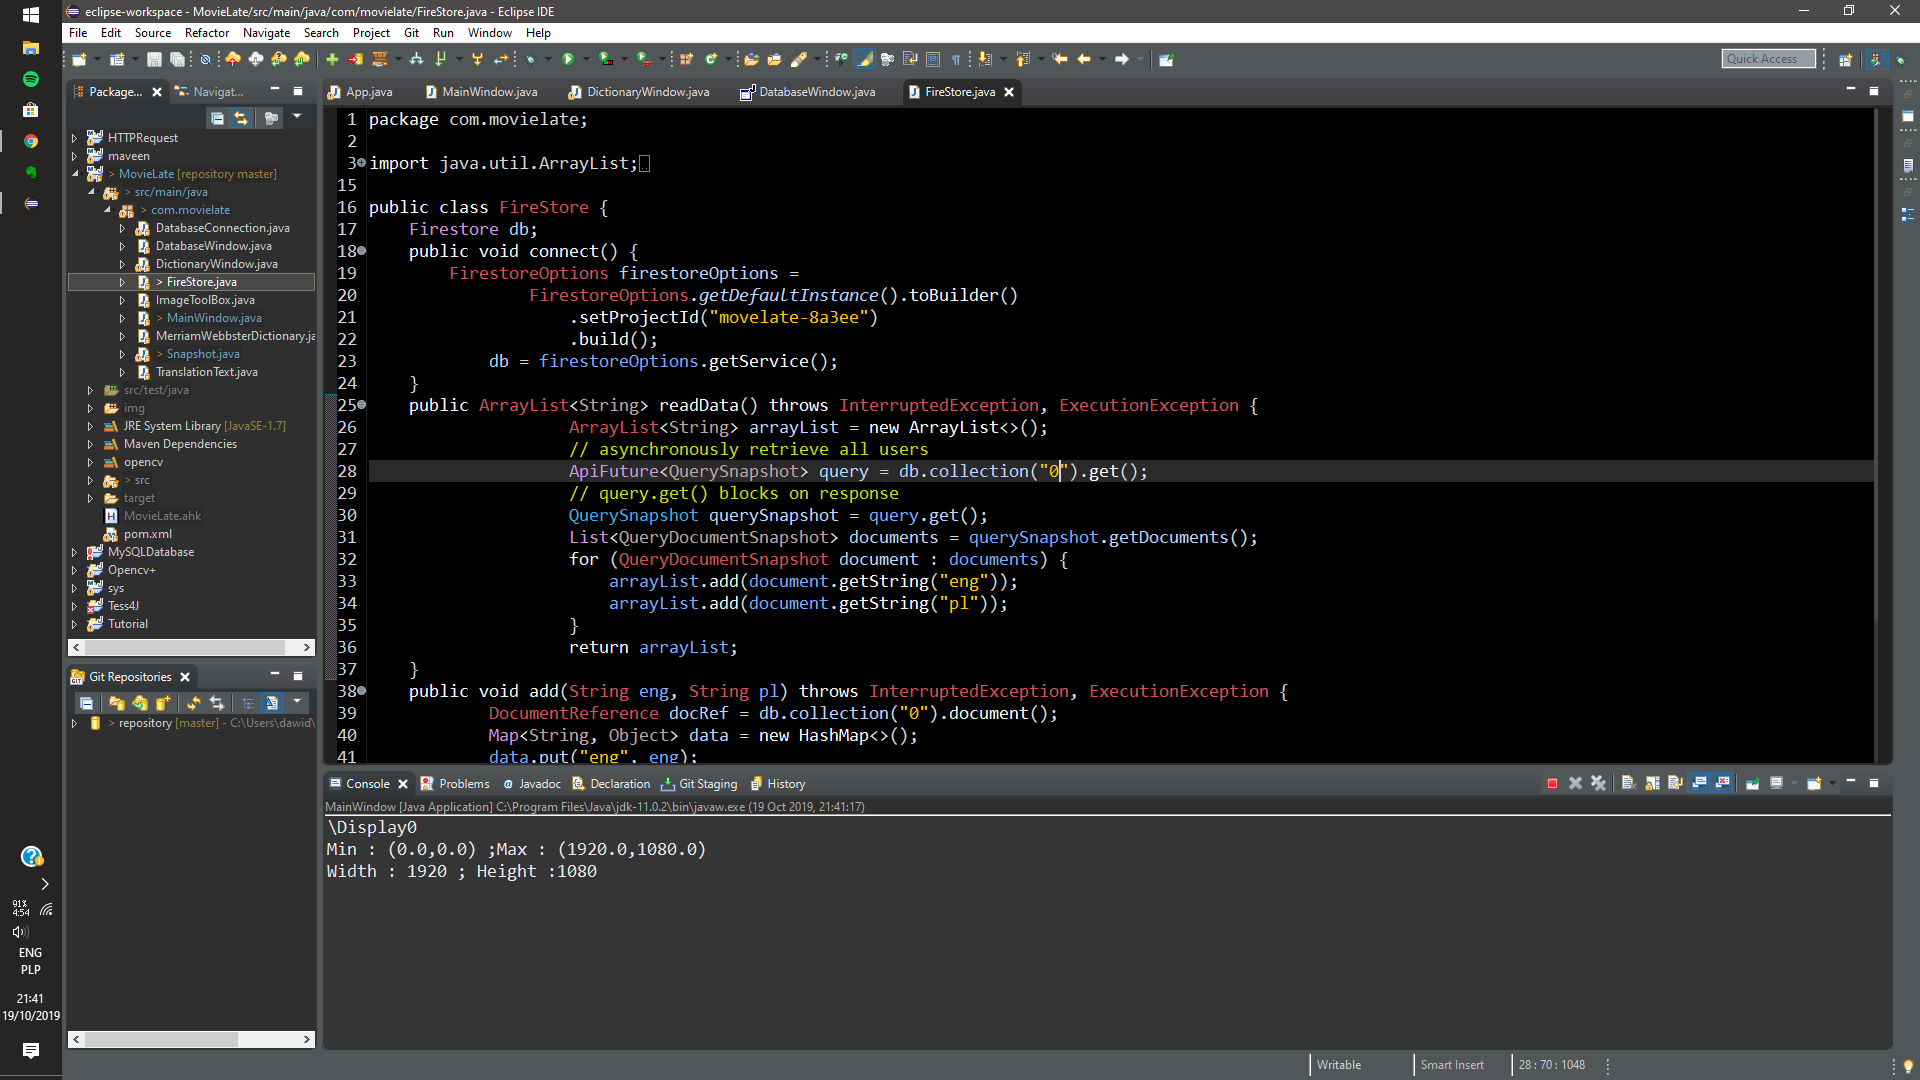 eclipse-workspace - MovieLate/src/main/java/com/movielate/FireStore.java - Eclipse IDE
File Edit Source Refactor Navigate Search Project Git Run Window Help
Quick Access
Package...
Navigat...
HTTPRequest
maveen
> MovieLate [repository master]
> src/main/java
> com.movielate
DatabaseConnection.java
DatabaseWindow.java
DictionaryWindow.java
> FireStore.java
ImageToolBox.java
> MainWindow.java
MerriamWebbsterDictionary.ja
> Snapshot.java
TranslationText.java
src/test/java
img
JRE System Library [JavaSE-1.7]
Maven Dependencies
opencv
> src
target
MovieLate.ahk
pom.xml
MySQLDatabase
Opencv+
sys
Tess4J
Tutorial
Git Repositories
> repository [master] - C:\Users\dawid\
App.java MainWindow.java DictionaryWindow.java DatabaseWindow.java FireStore.java
1 package com.movielate;
2
3 import java.util.ArrayList;
15
16 public class FireStore {
17 Firestore db;
18 public void connect() {
19 FirestoreOptions firestoreOptions =
20 FirestoreOptions.getDefaultInstance().toBuilder()
21 .setProjectId("movelate-8a3ee")
22 .build();
23 db = firestoreOptions.getService();
24 }
25 public ArrayList<String> readData() throws InterruptedException, ExecutionException {
26 ArrayList<String> arrayList = new ArrayList<>();
27 // asynchronously retrieve all users
28 ApiFuture<QuerySnapshot> query = db.collection("0").get();
29 // query.get() blocks on response
30 QuerySnapshot querySnapshot = query.get();
31 List<QueryDocumentSnapshot> documents = querySnapshot.getDocuments();
32 for (QueryDocumentSnapshot document : documents) {
33 arrayList.add(document.getString("eng"));
34 arrayList.add(document.getString("pl"));
35 }
36 return arrayList;
37 }
38 public void add(String eng, String pl) throws InterruptedException, ExecutionException {
39 DocumentReference docRef = db.collection("0").document();
40 Map<String, Object> data = new HashMap<>();
41 data.put("eng", eng);
Console Problems Javadoc Declaration Git Staging History
MainWindow [Java Application] C:\Program Files\Java\jdk-11.0.2\bin\javaw.exe (19 Oct 2019, 21:41:17)
\Display0
Min : (0.0,0.0) ;Max : (1920.0,1080.0)
Width : 1920 ; Height :1080
Writable
Smart Insert
28 : 70 : 1048
91%
4:54
ENG
PLP
21:41
19/10/2019